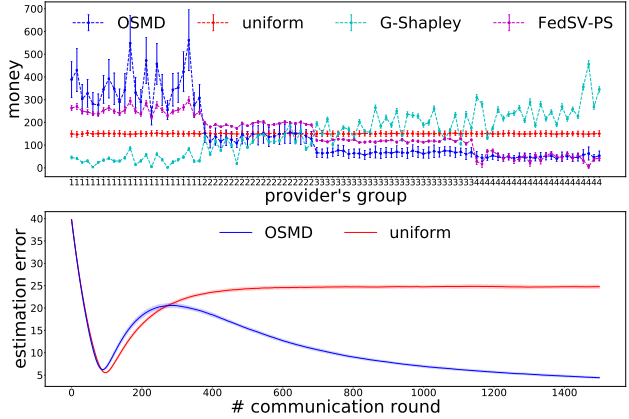 700
600
500
400
300
200
100
0
money
OSMD uniform G-Shapley FedSV-PS
provider's group
40
35
30
25
20
15
10
5
estimation error
OSMD uniform
0 200 400 600 800 1000 1200 1400
# communication round